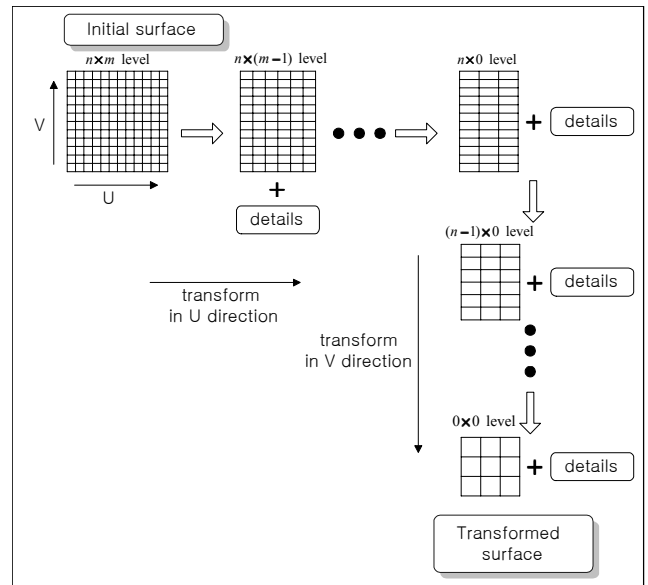 Initial surface
n×m level
n×(m−1) level
n×0 level
V
U
+
details
+ details
(n−1)×0 level
+ details
transform
in U direction
transform
in V direction
0×0 level
+ details
Transformed
surface